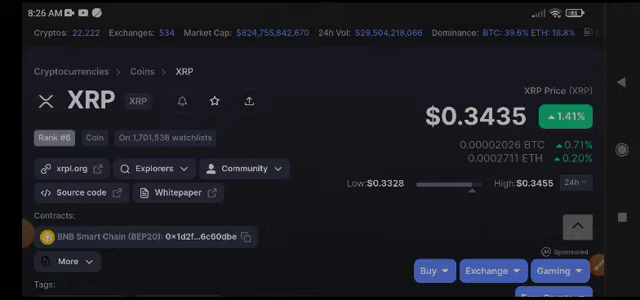 8:26 AM
Cryptos: 22,222 Exchanges: 534 Market Cap: $824,755,842,670 24h Vol: $29,504,218,066 Dominance: BTC: 39.6% ETH: 18.8%
Cryptocurrencies > Coins > XRP
XRP Price (XRP)
XRP XRP
$0.3435 1.41%
Rank #6 Coin On 1,701,538 watchlists
0.00002026 BTC 0.71%
0.0002711 ETH 0.20%
xrpl.org Explorers Community
Low:$0.3328 High:$0.3455 24h
Source code Whitepaper
Contracts:
BNB Smart Chain (BEP20): 0x1d2f...6c60dbe
Sponsored
More
Buy Exchange Gaming
Tags: